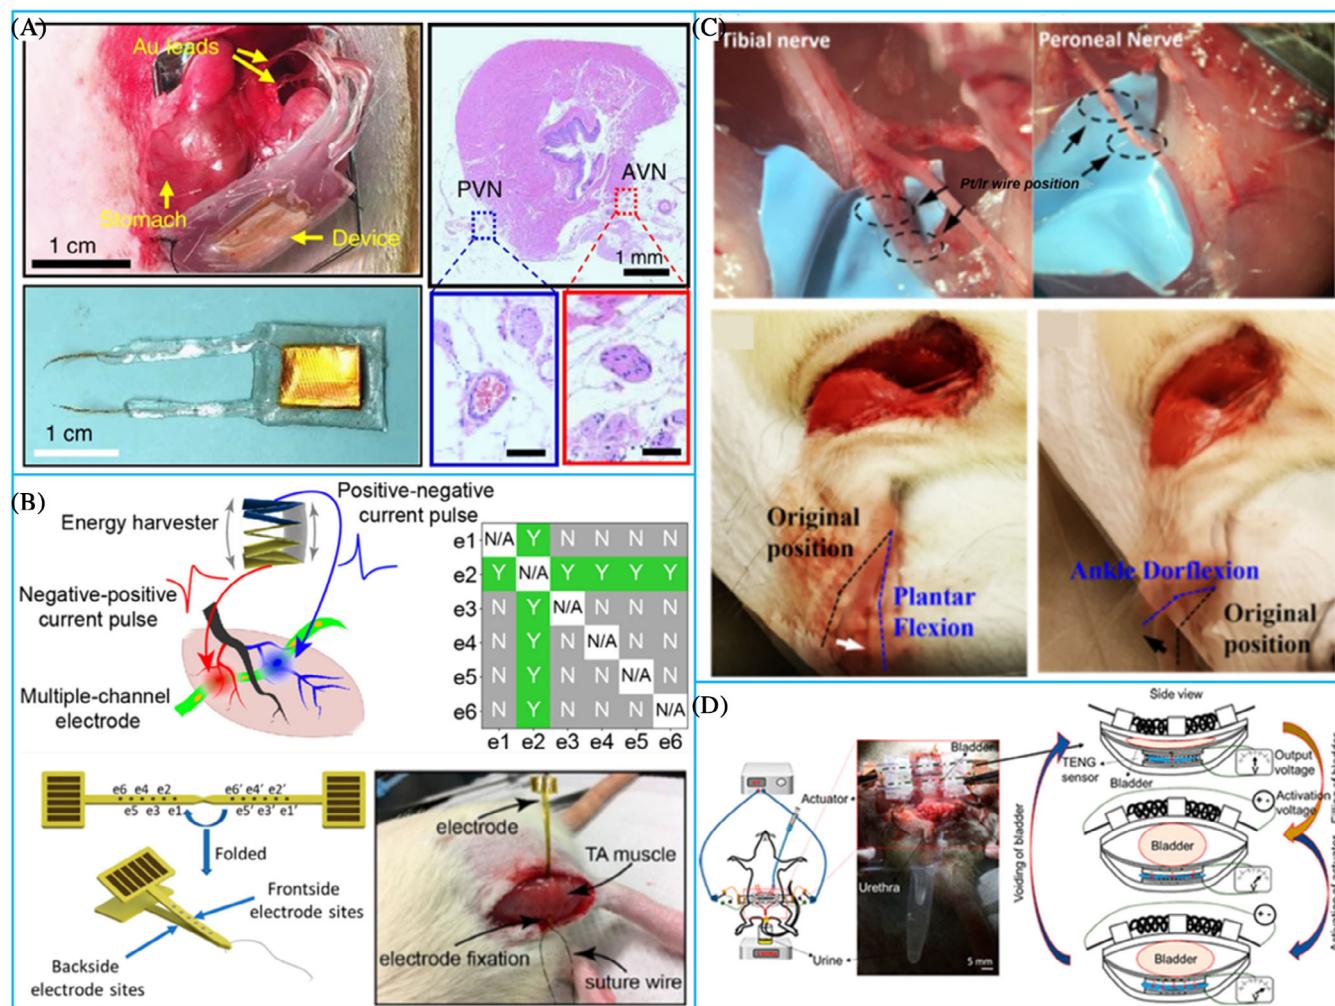 (A)
Au leads
Stomach
Device
1 cm
PVN
AVN
1 mm
1 cm
(B)
Energy harvester
Positive-negative
current pulse
Negative-positive
current pulse
Multiple-channel
electrode
e1 N/A Y N N N N
e2 Y N/A Y Y Y Y
e3 N Y N/A N N N
e4 N Y N N/A N N
e5 N Y N N N/A N
e6 N Y N N N N/A
e1 e2 e3 e4 e5 e6
e6 e4 e2
e5 e3 e1
e6' e4' e2'
e5' e3' e1'
Folded
Frontside
electrode sites
Backside
electrode sites
electrode
TA muscle
electrode fixation
suture wire
(C)
Tibial nerve
Peroneal Nerve
Pt/Ir wire position
Original
position
Plantar
Flexion
Ankle Dorflexion
Original
position
(D)
Actuator
Bladder
Urethra
Urine
5 mm
Voiding of bladder
Side view
TENG
sensor
Bladder
Output
voltage
V
Activation
voltage
Bladder
Bladder